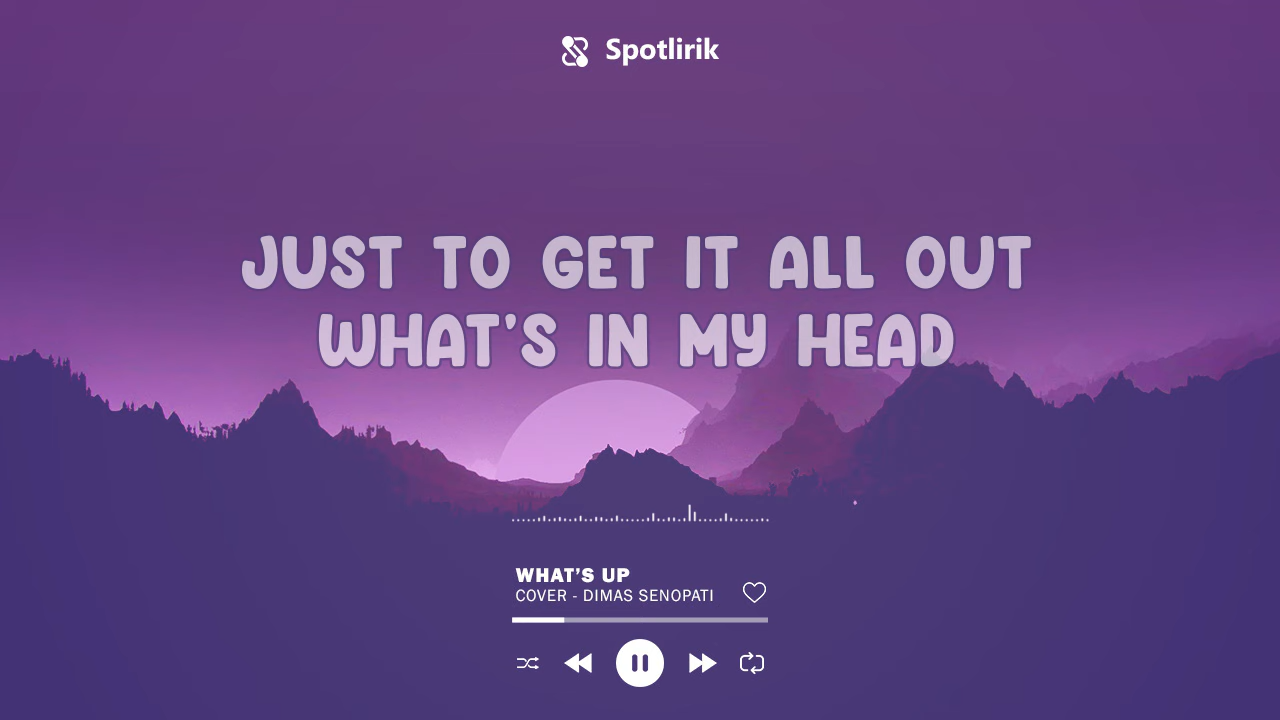 Spotlirik
JUST TO GET IT ALL OUT
WHAT'S IN MY HEAD
WHAT'S UP
COVER - DIMAS SENOPATI